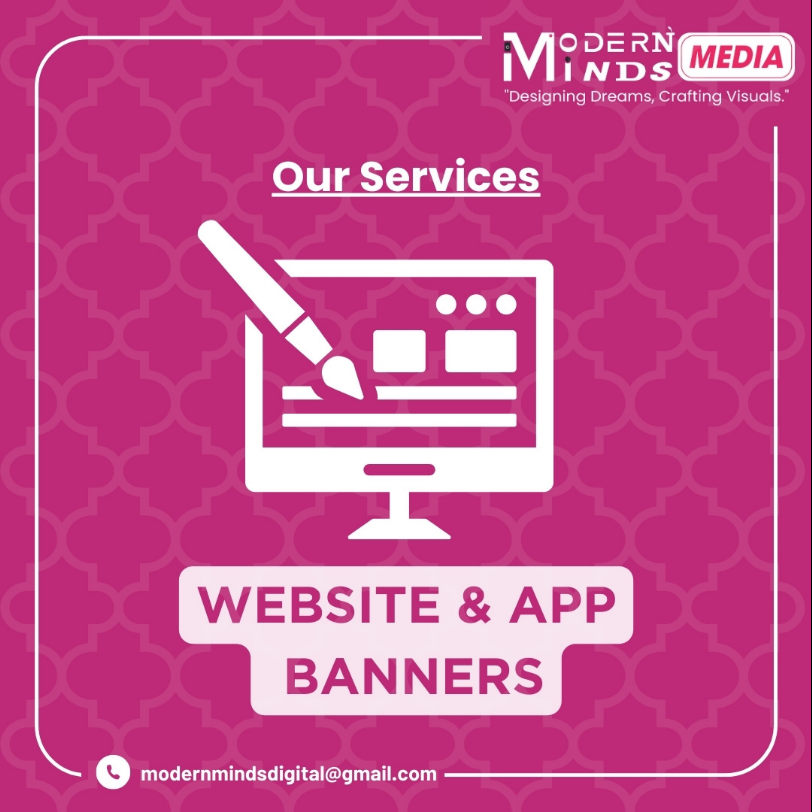 MODERN
MINDS MEDIA
"Designing Dreams, Crafting Visuals."
Our Services
WEBSITE & APP
BANNERS
modernmindsdigital@gmail.com